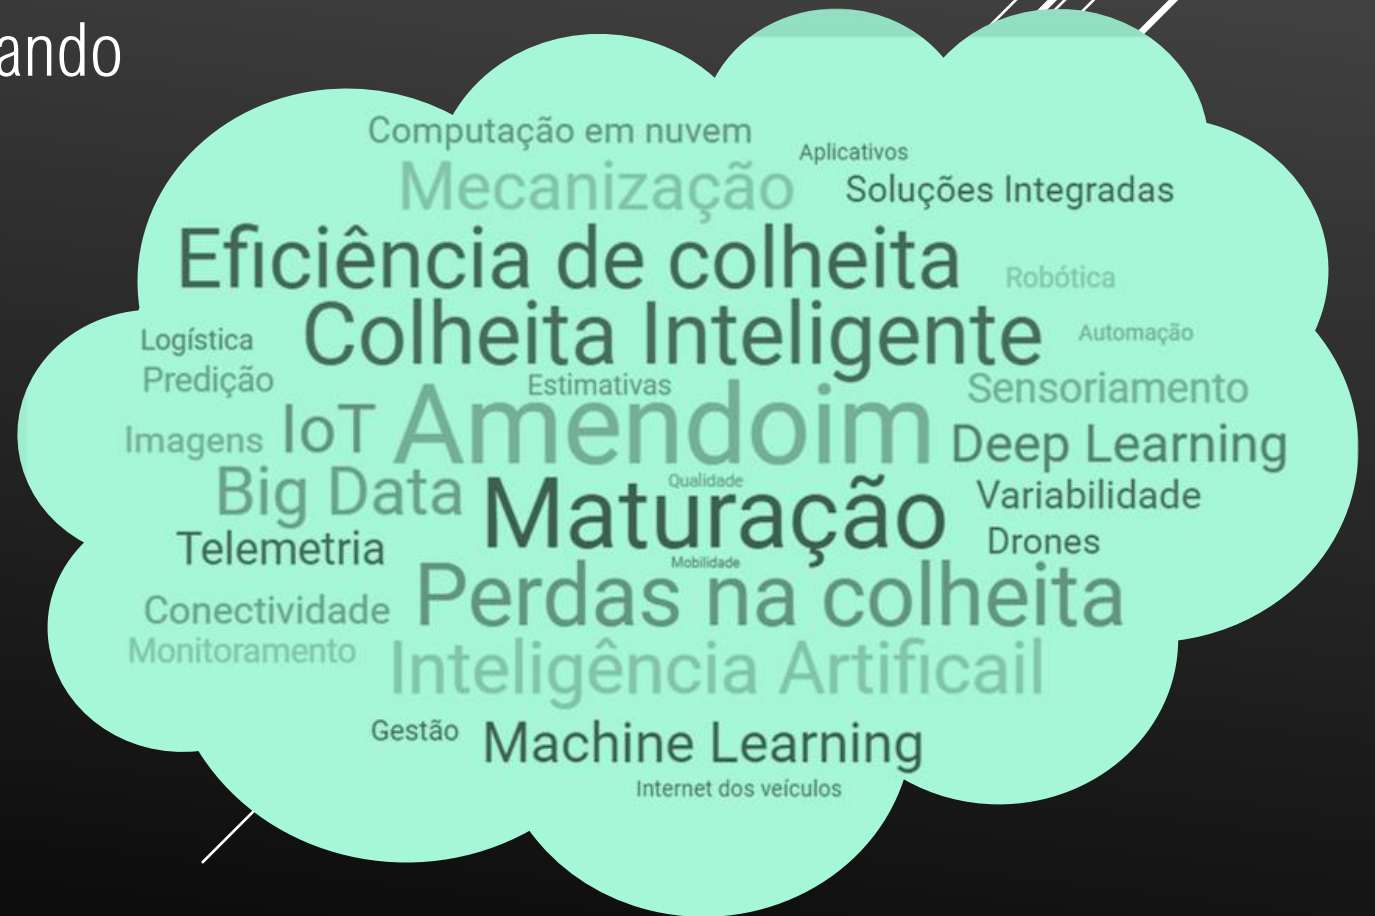 ando
Computação em nuvem
Aplicativos
Mecanização
Soluções Integradas
Eficiência de colheita
Robótica
Colheita Inteligente
Logística
Automação
Predição
Estimativas
Sensoriamento
Imagens
IoT
Amendoim
Deep Learning
Big Data
Qualidade
Maturação
Variabilidade
Telemetria
Drones
Mobilidade
Conectividade
Perdas na colheita
Monitoramento
Inteligência Artificail
Gestão
Machine Learning
Internet dos veículos